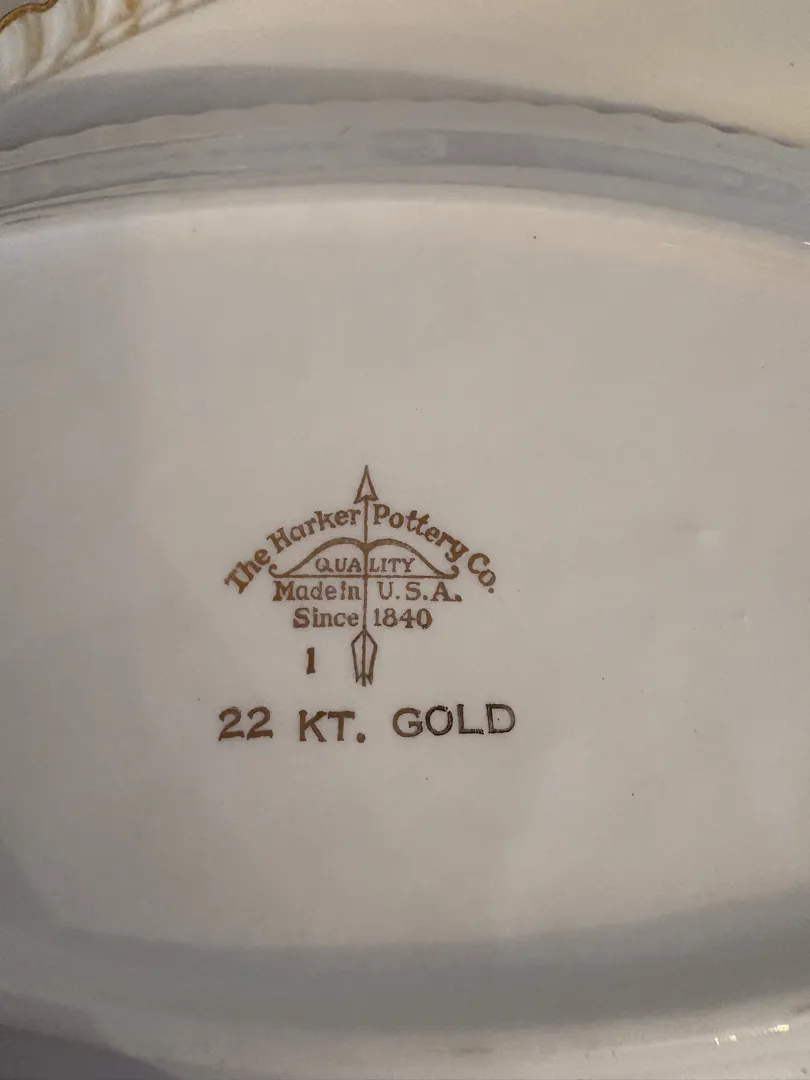 The Harker Pottery Co.
QUALITY
Made in U.S.A.
Since 1840
1
22 KT. GOLD